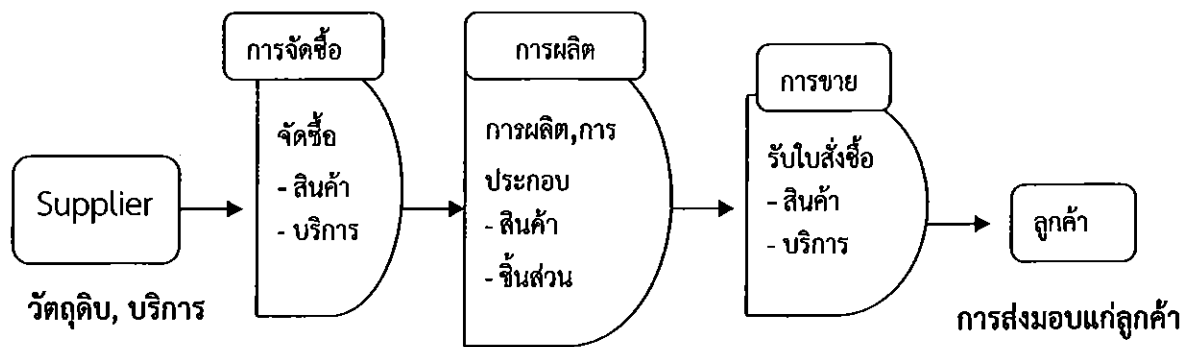 การจัดซื้อ
การผลิต
การขาย
Supplier
วัตถุดิบ, บริการ
จัดซื้อ
- สินค้า
- บริการ
การผลิต,การ
ประกอบ
- สินค้า
- ชิ้นส่วน
รับใบสั่งซื้อ
- สินค้า
- บริการ
ลูกค้า
การส่งมอบแก่ลูกค้า